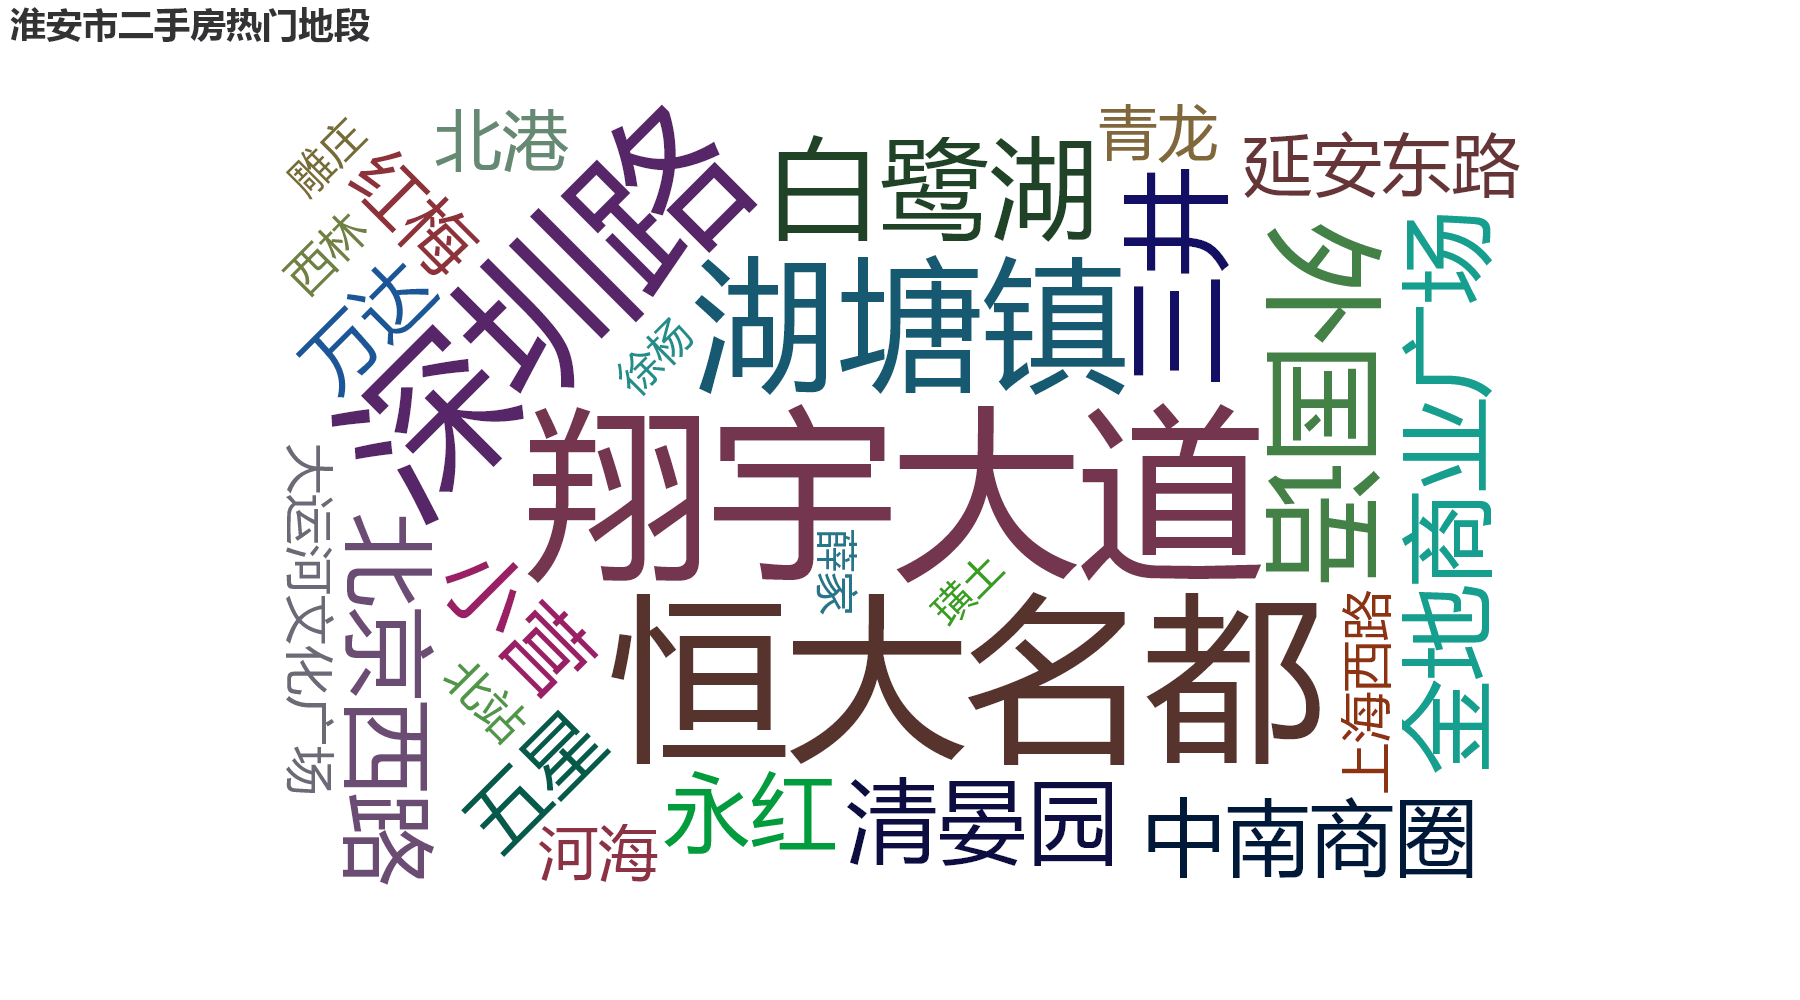 淮安市二手房热门地段
雕庄
红梅
北港
深圳路
白鹭湖
青龙
三井
延安东路
西林
万达
徐杨
湖塘镇
外国语
金地商业广场
翔宇大道
大运河文化广场
北京西路
小营
薛家
璜土
恒大名都
上海西路
北站
五星
河海
永红
清晏园
中南商圈